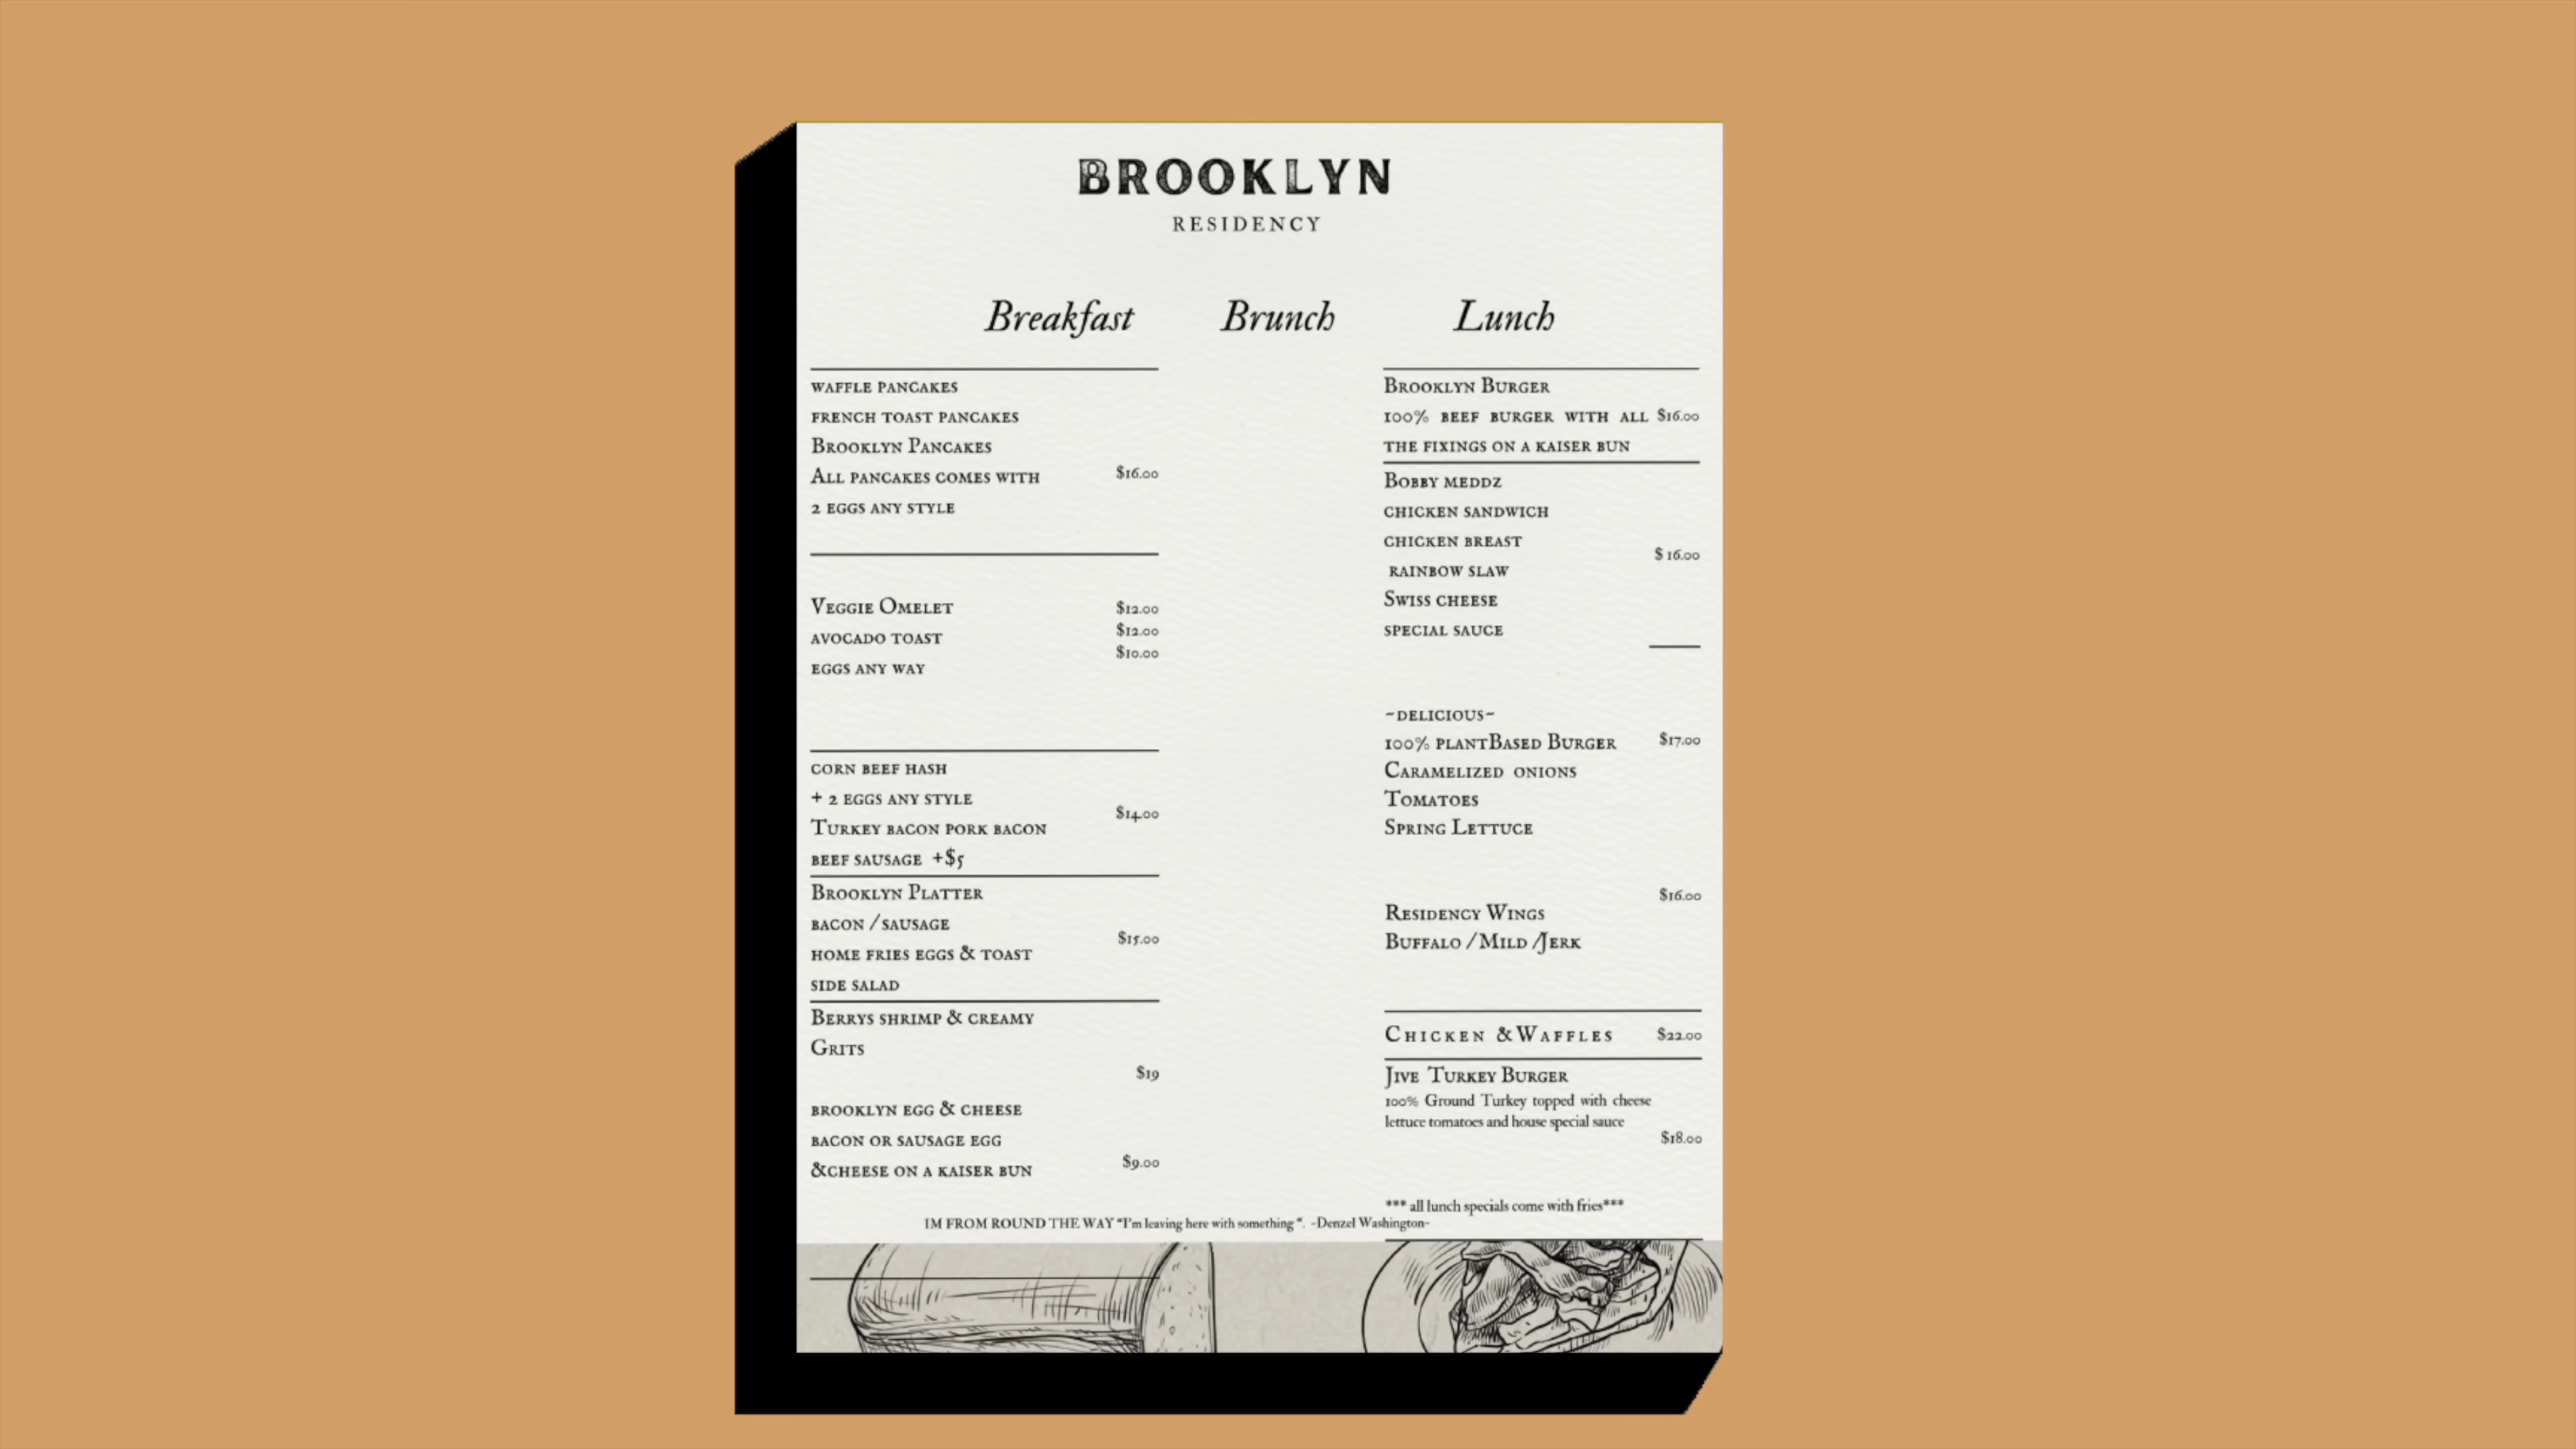 BROOKLYN
RESIDENCY
Breakfast Brunch Lunch
WAFFLE PANCAKES
FRENCH TOAST PANCAKES
BROOKLYN PANCAKES
ALL PANCAKES COMES WITH $16.00
2 EGGS ANY STYLE
VEGGIE OMELET $12.00
AVOCADO TOAST $12.00
EGGS ANY WAY $10.00
CORN BEEF HASH
+ 2 EGGS ANY STYLE
$14.00
TURKEY BACON PORK BACON
BEEF SAUSAGE +$5
BROOKLYN PLATTER
BACON /SAUSAGE
$15.00
HOME FRIES EGGS & TOAST
SIDE SALAD
BERRYS SHRIMP & CREAMY
GRITS
$19
BROOKLYN EGG & CHEESE
BACON OR SAUSAGE EGG
&CHEESE ON A KAISER BUN $9.00
BROOKLYN BURGER
100% BEEF BURGER WITH ALL $16.00
THE FIXINGS ON A KAISER BUN
BOBBY MEDDZ
CHICKEN SANDWICH
CHICKEN BREAST
$ 16.00
RAINBOW SLAW
SWISS CHEESE
SPECIAL SAUCE
~DELICIOUS~
100% PLANTBASED BURGER $17.00
CARAMELIZED ONIONS
TOMATOES
SPRING LETTUCE
$16.00
RESIDENCY WINGS
BUFFALO /MILD /JERK
CHICKEN &WAFFLES $22.00
JIVE TURKEY BURGER
100% Ground Turkey topped with cheese
lettuce tomatoes and house special sauce
$18.00
*** all lunch specials come with fries***
IM FROM ROUND THE WAY "I'm leaving here with something ". -Denzel Washington-